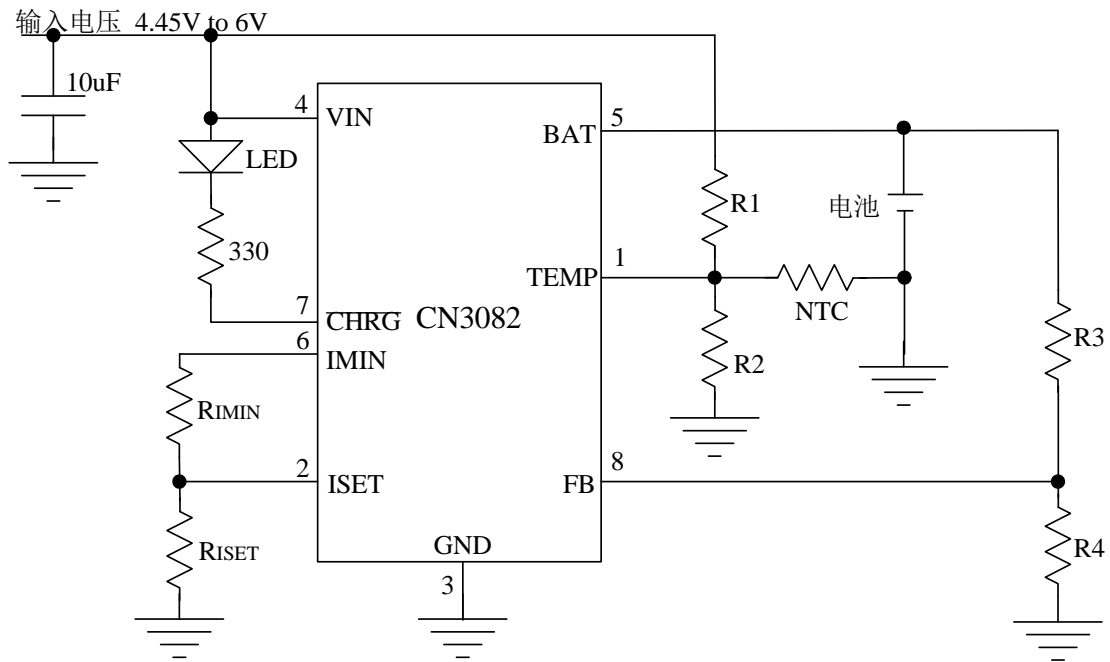 输入电压 4.45V to 6V
10uF
4
VIN
LED
330
7
CHRG
CN3082
6
IMIN
RIMIN
2
ISET
RISET
GND
3
5
BAT
R1
电池
1
TEMP
NTC
R2
R3
8
FB
R4